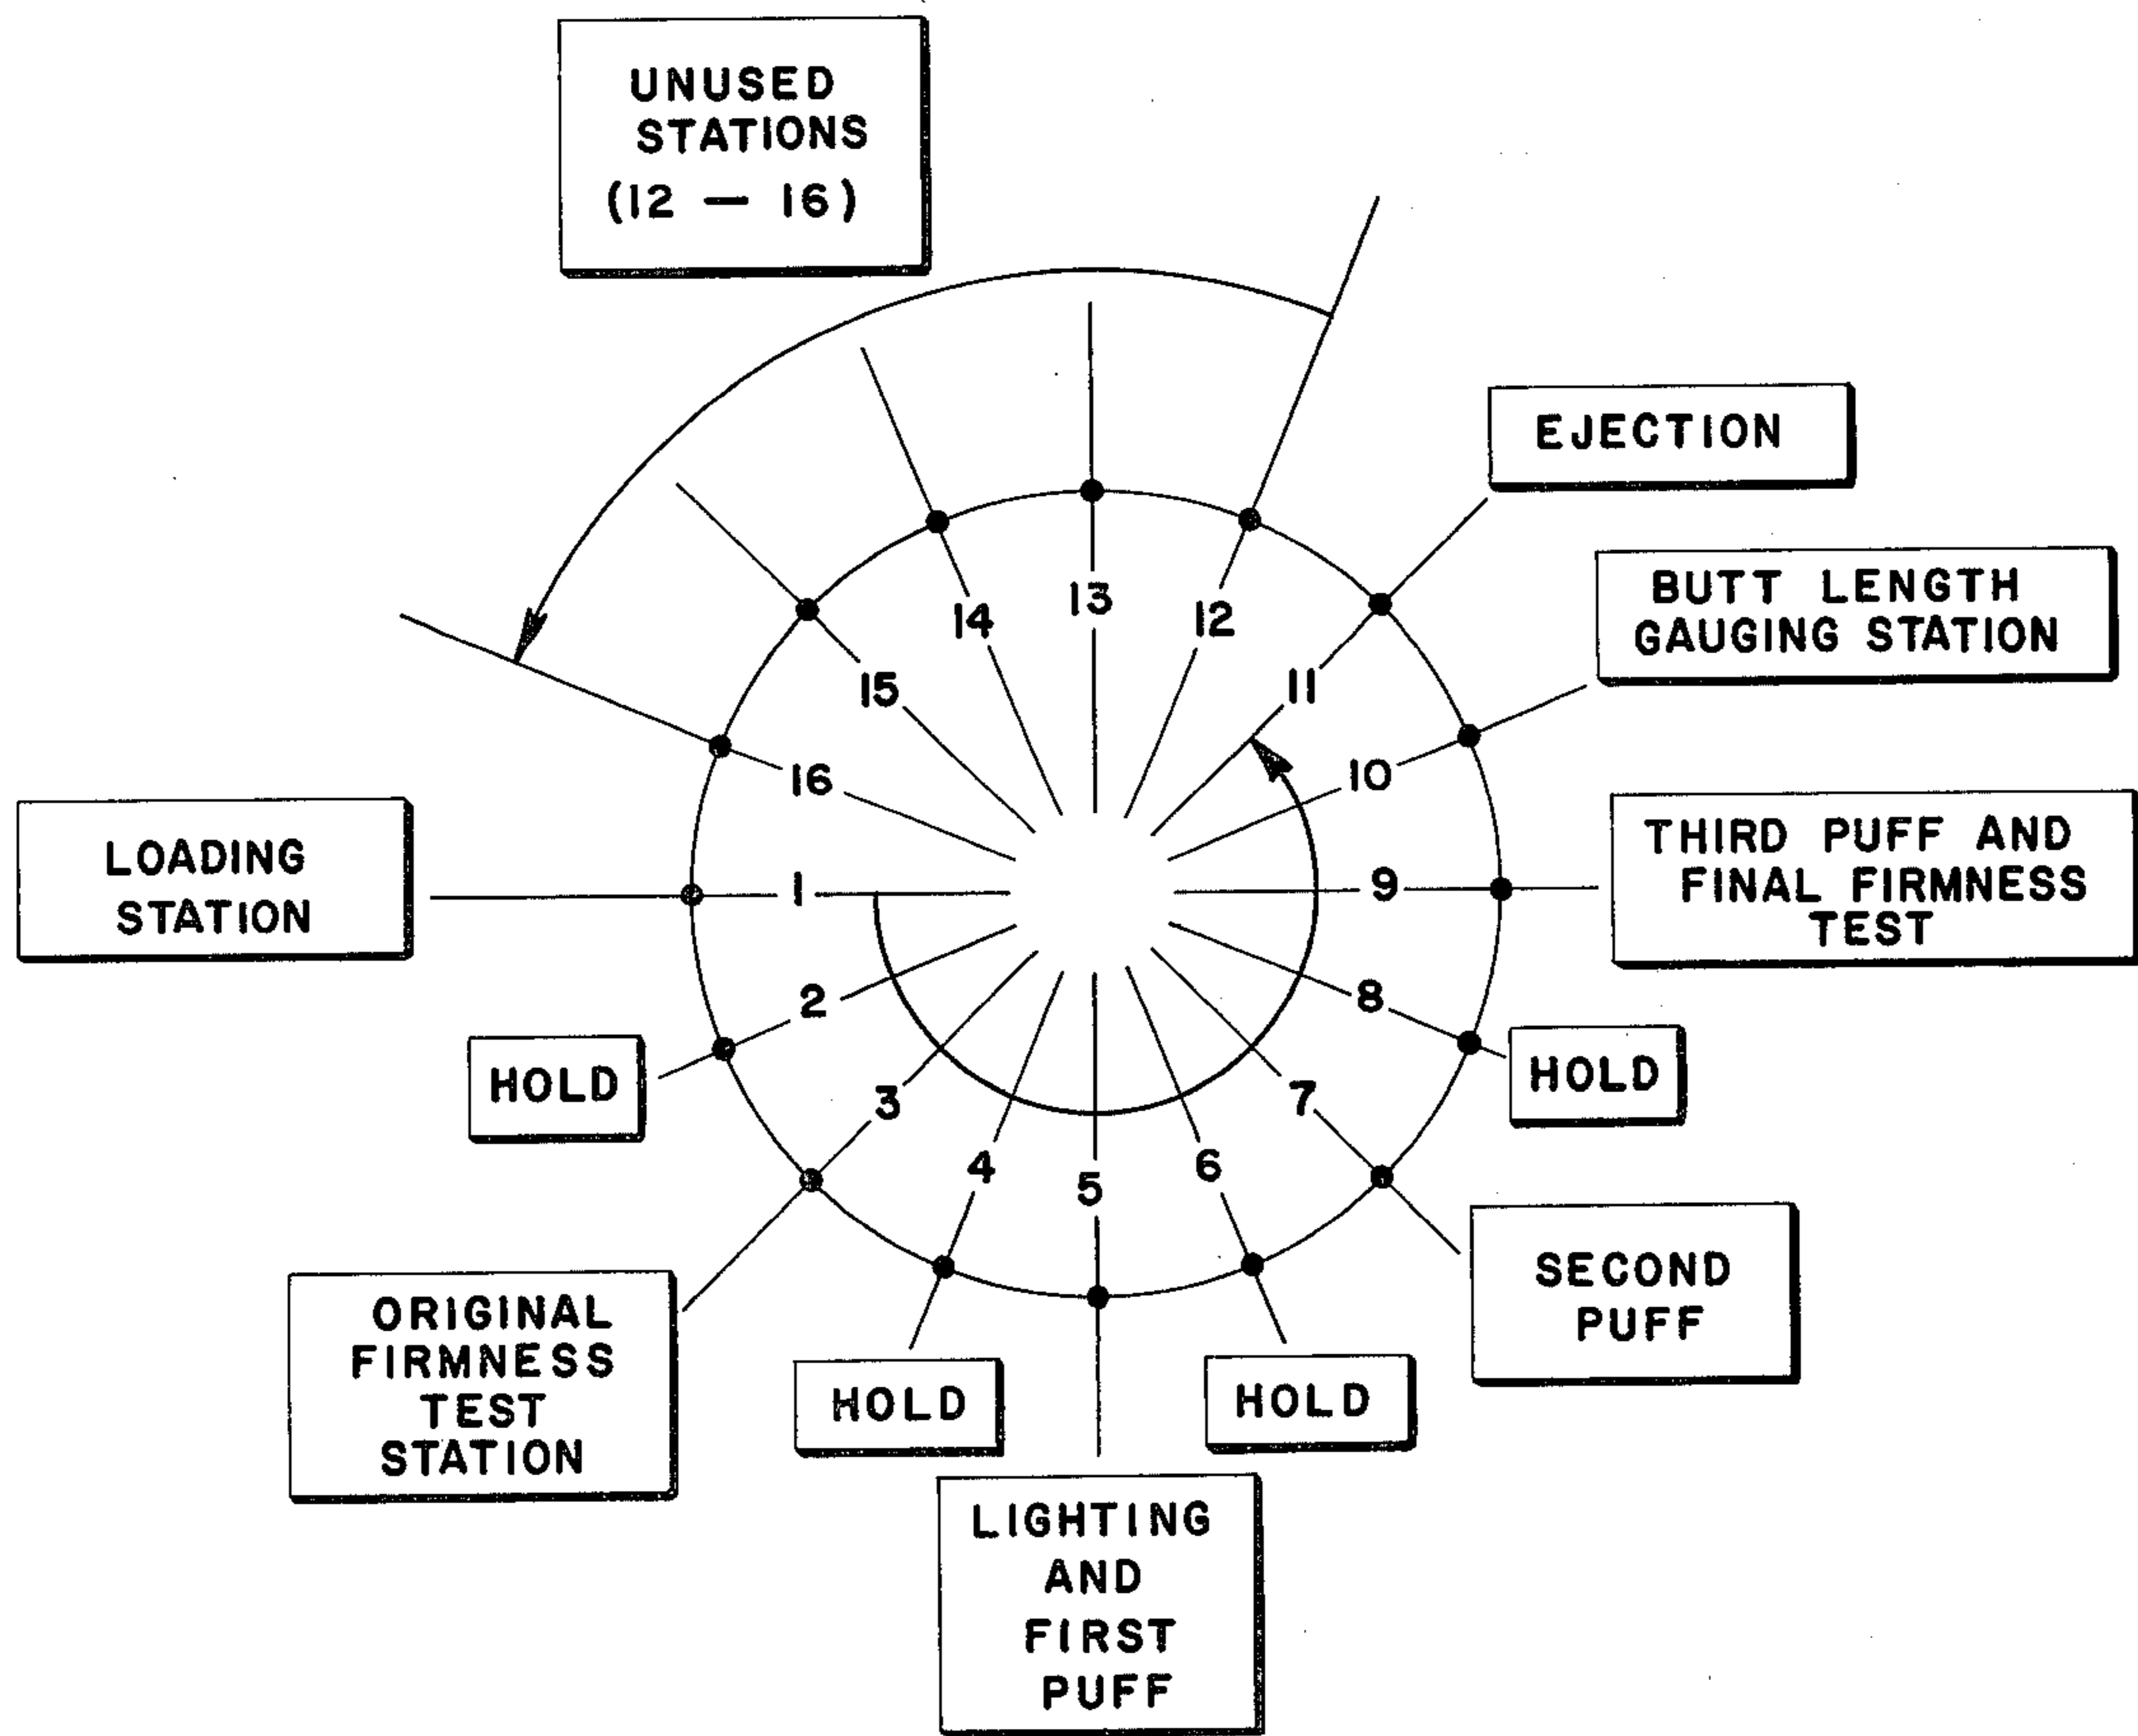 UNUSED
STATIONS
(12 — 16)
EJECTION
BUTT LENGTH
GAUGING STATION
THIRD PUFF AND
FINAL FIRMNESS
TEST
HOLD
SECOND
PUFF
HOLD
LIGHTING
AND
FIRST
PUFF
HOLD
ORIGINAL
FIRMNESS
TEST
STATION
HOLD
LOADING
STATION
1
2
3
4
5
6
7
8
9
10
11
12
13
14
15
16